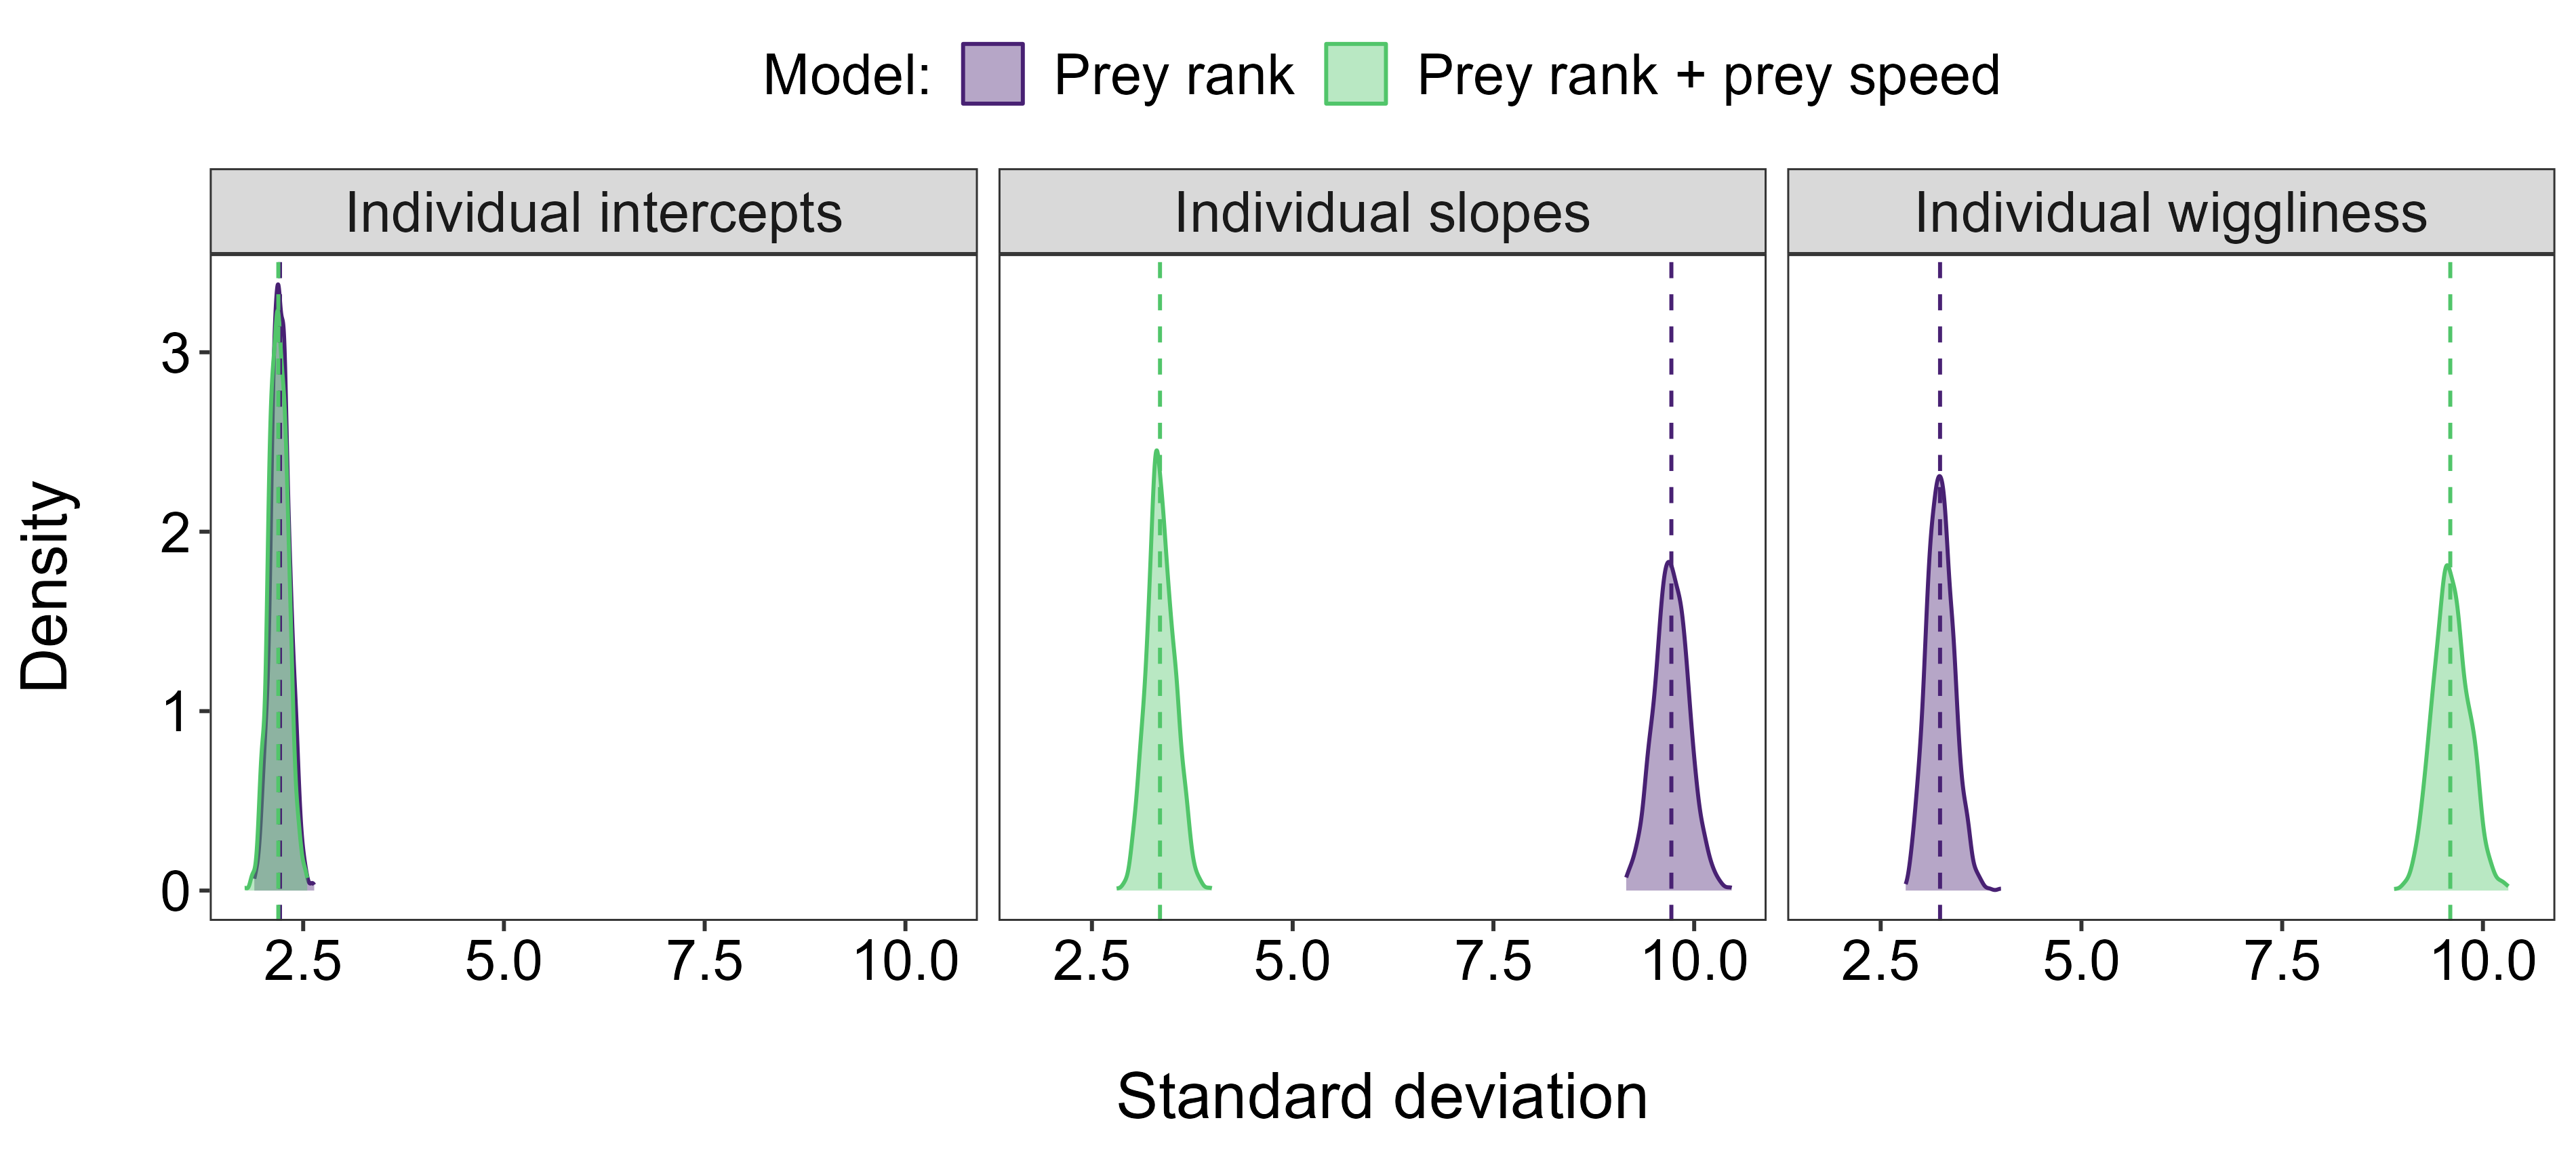 Model: Prey rank Prey rank + prey speed
Individual intercepts Individual slopes Individual wiggliness
Density
3
2
1
0
2.5 5.0 7.5 10.0 2.5 5.0 7.5 10.0 2.5 5.0 7.5 10.0
Standard deviation